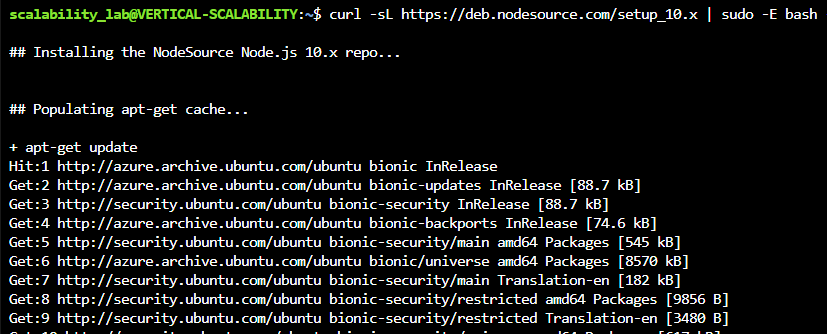 scalability_lab@VERTICAL-SCALABILITY:~$ curl -sL https://deb.nodesource.com/setup_10.x | sudo -E bash
## Installing the NodeSource Node.js 10.x repo...
## Populating apt-get cache...
+ apt-get update
Hit:1 http://azure.archive.ubuntu.com/ubuntu bionic InRelease
Get:2 http://azure.archive.ubuntu.com/ubuntu bionic-updates InRelease [88.7 kB]
Get:3 http://security.ubuntu.com/ubuntu bionic-security InRelease [88.7 kB]
Get:4 http://azure.archive.ubuntu.com/ubuntu bionic-backports InRelease [74.6 kB]
Get:5 http://security.ubuntu.com/ubuntu bionic-security/main amd64 Packages [545 kB]
Get:6 http://azure.archive.ubuntu.com/ubuntu bionic/universe amd64 Packages [8570 kB]
Get:7 http://security.ubuntu.com/ubuntu bionic-security/main Translation-en [182 kB]
Get:8 http://security.ubuntu.com/ubuntu bionic-security/restricted amd64 Packages [9856 B]
Get:9 http://security.ubuntu.com/ubuntu bionic-security/restricted Translation-en [3480 B]